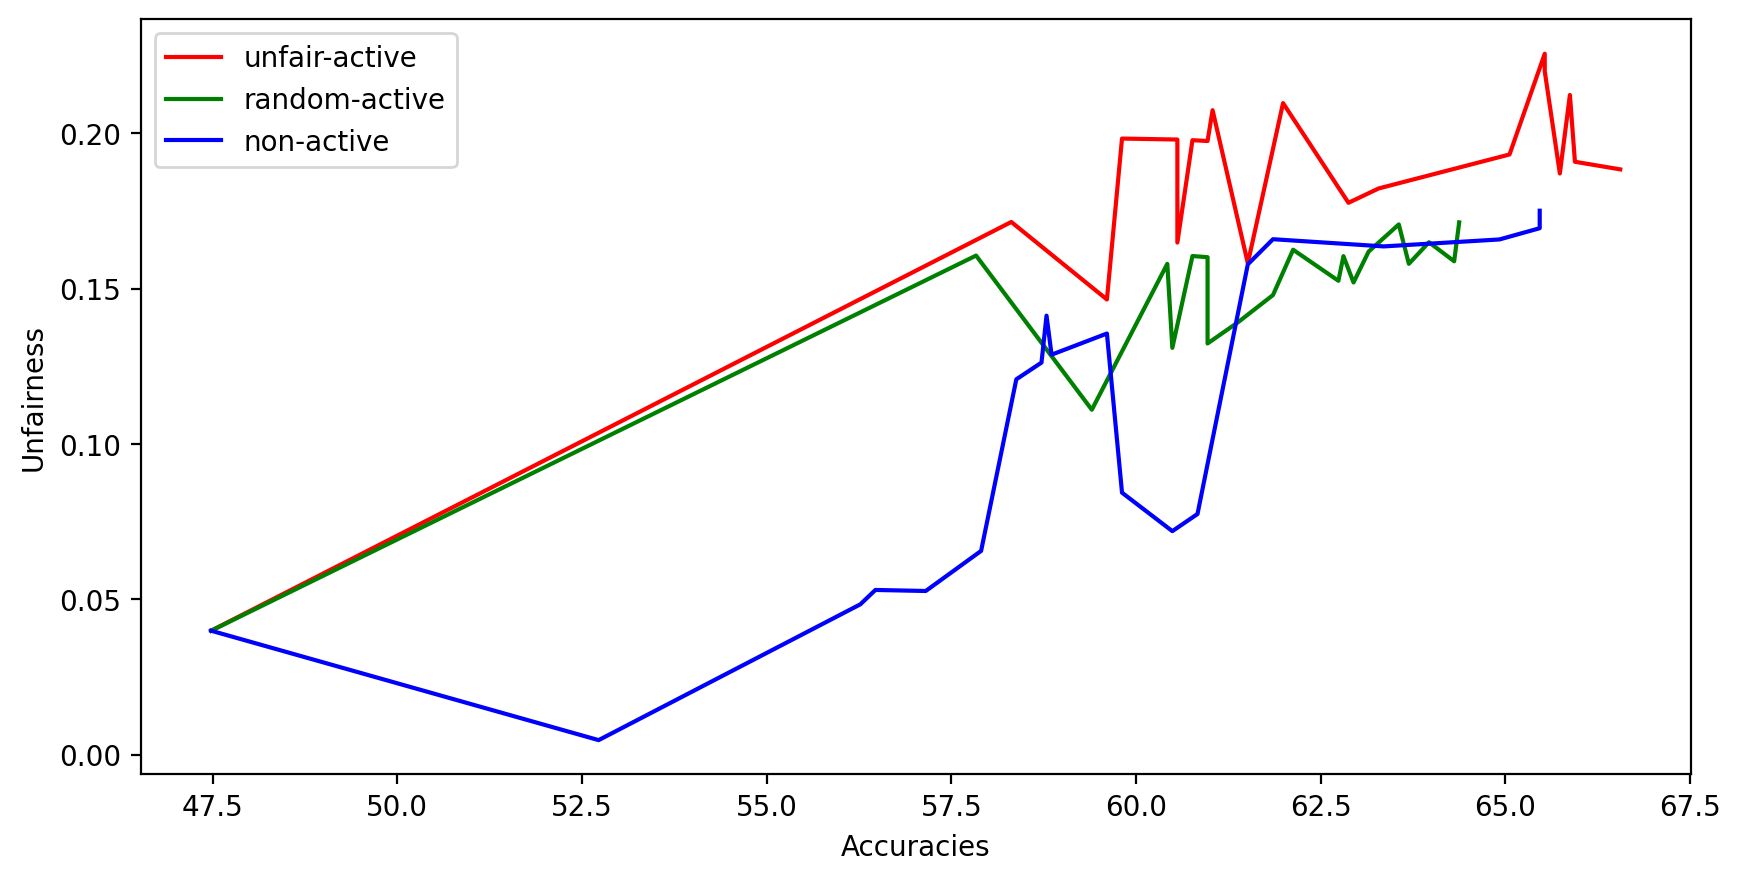 unfair-active
random-active
non-active
Unfairness
0.20
0.15
0.10
0.05
0.00
47.5 50.0 52.5 55.0 57.5 60.0 62.5 65.0 67.5
Accuracies